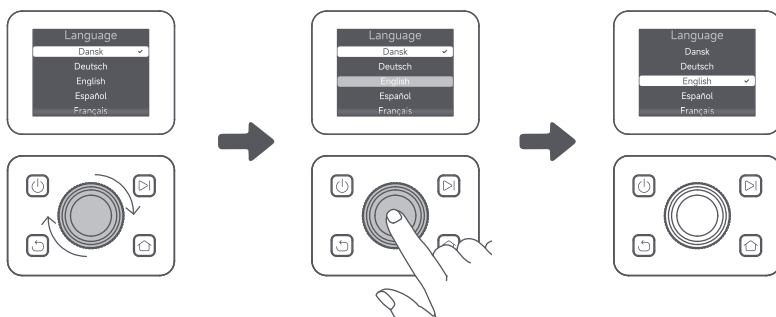 Language
Dansk
Deutsch
English
Español
Français
Language
Dansk
Deutsch
English
Español
Français
Language
Dansk
Deutsch
English
Español
Français